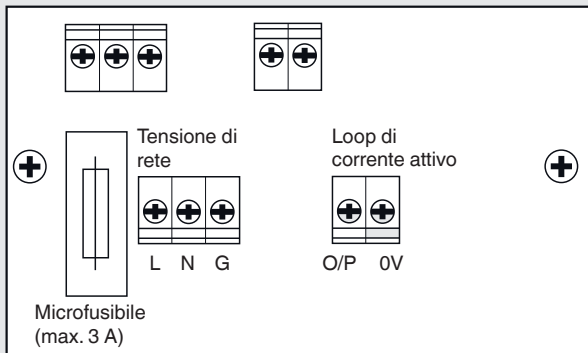 Tensione di
rete
Loop di
corrente attivo
L N G
O/P 0V
Microfusibile
(max. 3 A)